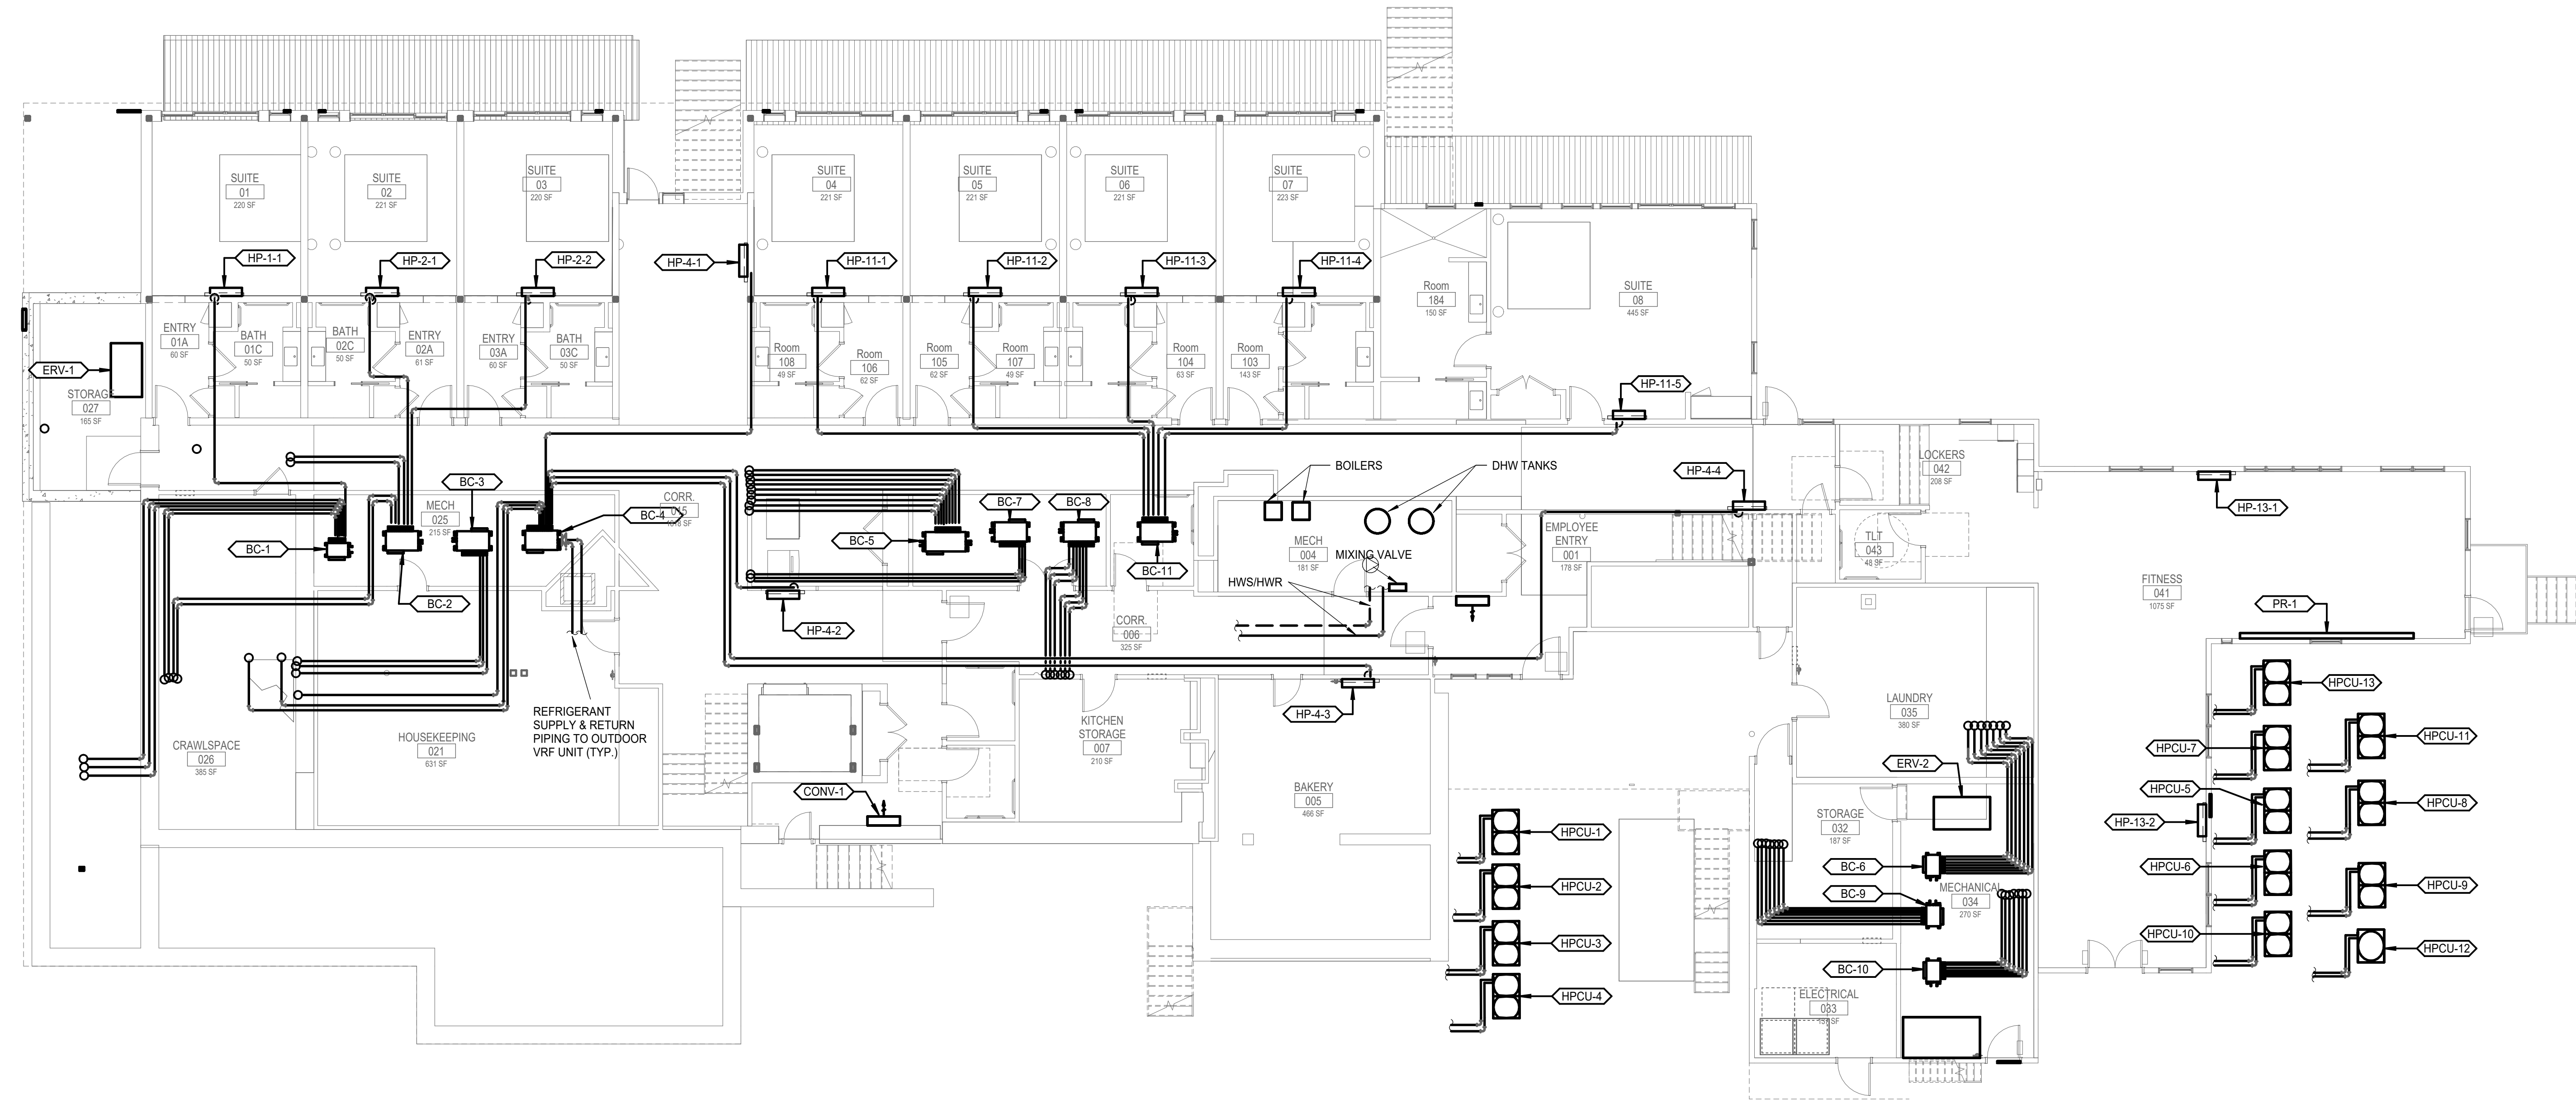 SUITE
01
220 SF
SUITE
02
221 SF
SUITE
03
220 SF
SUITE
04
221 SF
SUITE
05
221 SF
SUITE
06
221 SF
SUITE
07
223 SF
HP-1-1
HP-2-1
HP-2-2
HP-4-1
HP-11-1
HP-11-2
HP-11-3
HP-11-4
Room
184
150 SF
SUITE
08
445 SF
ENTRY
01A
60 SF
BATH
01C
50 SF
BATH
02C
50 SF
ENTRY
02A
61 SF
ENTRY
03A
60 SF
BATH
03C
50 SF
Room
108
49 SF
Room
106
62 SF
Room
105
62 SF
Room
107
49 SF
Room
104
63 SF
Room
103
143 SF
ERV-1
STORAGE
027
165 SF
HP-11-5
BOILERS
DHW TANKS
HP-4-4
LOCKERS
042
208 SF
HP-13-1
BC-3
MECH
025
215 SF
CORR.
015
BC-4
BC-7
BC-8
BC-1
BC-5
BC-2
BC-11
MECH
004
181 SF
MIXING VALVE
HWS/HWR
EMPLOYEE
ENTRY
001
178 SF
TLT
043
48 SF
FITNESS
041
1075 SF
PR-1
HP-4-2
CORR.
006
325 SF
HP-4-3
REFRIGERANT
SUPPLY & RETURN
PIPING TO OUTDOOR
VRF UNIT (TYP.)
CRAWLSPACE
026
385 SF
HOUSEKEEPING
021
631 SF
KITCHEN
STORAGE
007
210 SF
CONV-1
BAKERY
005
466 SF
LAUNDRY
035
380 SF
ERV-2
STORAGE
032
187 SF
BC-6
BC-9
MECHANICAL
034
270 SF
BC-10
ELECTRICAL
033
HPCU-1
HPCU-2
HPCU-3
HPCU-4
HPCU-13
HPCU-7
HPCU-11
HPCU-5
HPCU-8
HP-13-2
HPCU-6
HPCU-9
HPCU-10
HPCU-12